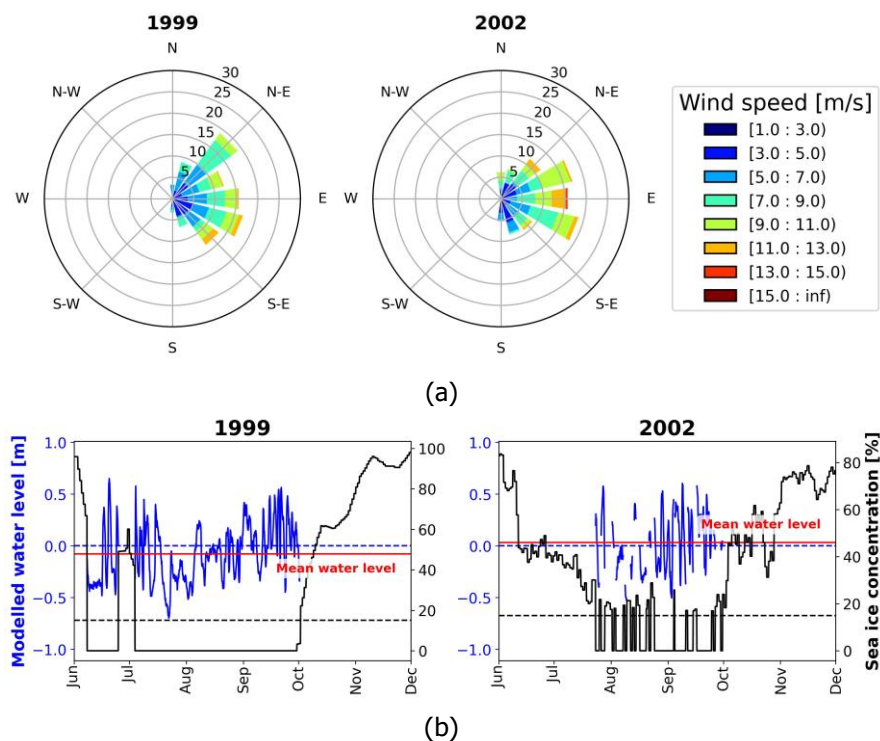 1999
N
N-W
N-E
W
E
S-W
S-E
S
5
10
15
20
25
30
2002
N
N-W
N-E
W
E
S-W
S-E
S
5
10
15
20
25
30
Wind speed [m/s]
[1.0 : 3.0)
[3.0 : 5.0)
[5.0 : 7.0)
[7.0 : 9.0)
[9.0 : 11.0)
[11.0 : 13.0)
[13.0 : 15.0)
[15.0 : inf)
(a)
1999
Modelled water level [m]
1.0
0.5
0.0
−0.5
−1.0
Mean water level
100
80
60
40
20
0
Jun
Jul
Aug
Sep
Oct
Nov
Dec
2002
1.0
0.5
0.0
−0.5
−1.0
Mean water level
80
60
40
20
0
Sea ice concentration [%]
Jun
Jul
Aug
Sep
Oct
Nov
Dec
(b)